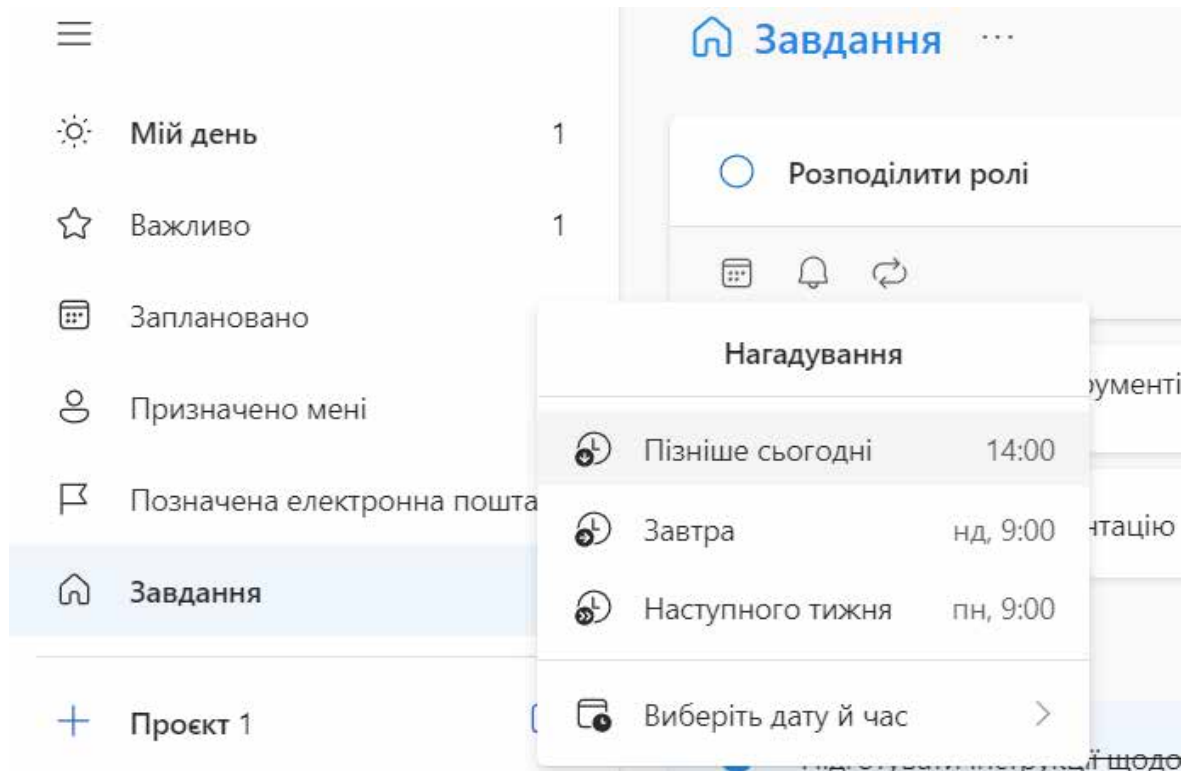 Завдання ...
Мій день 1
Важливо 1
Заплановано
Призначено мені
Позначена електронна пошта
Завдання
Проєкт 1
Розподілити ролі
Нагадування
Пізніше сьогодні 14:00
Завтра нд, 9:00
Наступного тижня пн, 9:00
Виберіть дату й час
щодо